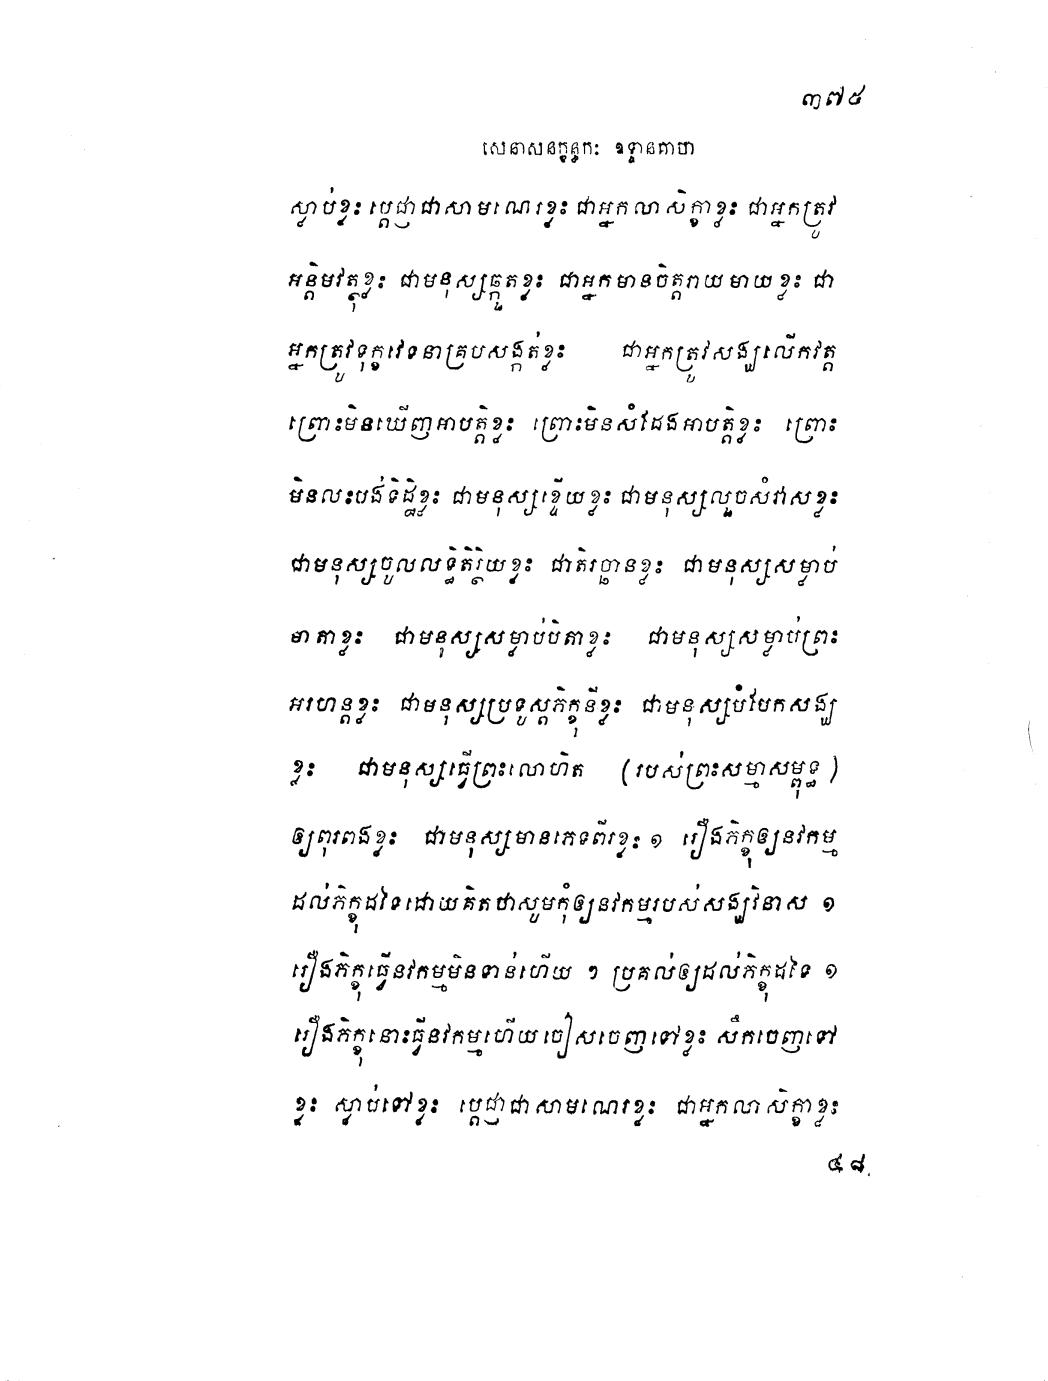 ៣៧៥
សេនាសនក្ខន្ធកៈ ឧទ្ទានគាថា
ស្លាប់ខ្លះ ប្ដេជ្ញាជាសាមណេរខ្លះ ជាអ្នកលាសិក្ខាខ្លះ ជាអ្នកត្រូវ
អន្តិមវត្ថុខ្លះ ជាមនុស្សឆ្កួតខ្លះ ជាអ្នកមានចិត្តរាយមាយខ្លះ ជា
អ្នកត្រូវទុក្ខវេទនាគ្របសង្កត់ខ្លះ ជាអ្នកត្រូវសង្ឃលើកវត្ត
ព្រោះមិនឃើញអាបត្តិខ្លះ ព្រោះមិនសំដែងអាបត្តិខ្លះ ព្រោះ
មិនលះបង់ទិដ្ឋិខ្លះ ជាមនុស្សខ្ទើយខ្លះ ជាមនុស្សលួចសំវាសខ្លះ
ជាមនុស្សចូលលទ្ធិតិរ្ថិយខ្លះ ជាតិរច្ឆានខ្លះ ជាមនុស្សសម្លាប់
មាតាខ្លះ ជាមនុស្សសម្លាប់បិតាខ្លះ ជាមនុស្សសម្លាប់ព្រះ
អរហន្តខ្លះ ជាមនុស្សប្រទូស្តភិក្ខុនីខ្លះ ជាមនុស្សបំបែកសង្ឃ
ខ្លះ ជាមនុស្សធ្វើព្រះលោហិត (របស់ព្រះសម្មាសម្ពុទ្ធ)
ឲ្យពុរពងខ្លះ ជាមនុស្សមានភេទពីរខ្លះ ១ រឿងភិក្ខុឲ្យនវកម្ម
ដល់ភិក្ខុដទៃដោយគិតថាសូមកុំឲ្យនវកម្មរបស់សង្ឃវិនាស ១
រឿងភិក្ខុធ្វើនវកម្មមិនទាន់ហើយ ១ ប្រគល់ឲ្យដល់ភិក្ខុដទៃ ១
រឿងភិក្ខុនោះធ្វើនវកម្មហើយចៀសចេញទៅខ្លះ សឹកចេញទៅ
ខ្លះ ស្លាប់ទៅខ្លះ ប្ដេជ្ញាជាសាមណេរខ្លះ ជាអ្នកលាសិក្ខាខ្លះ
៤៨